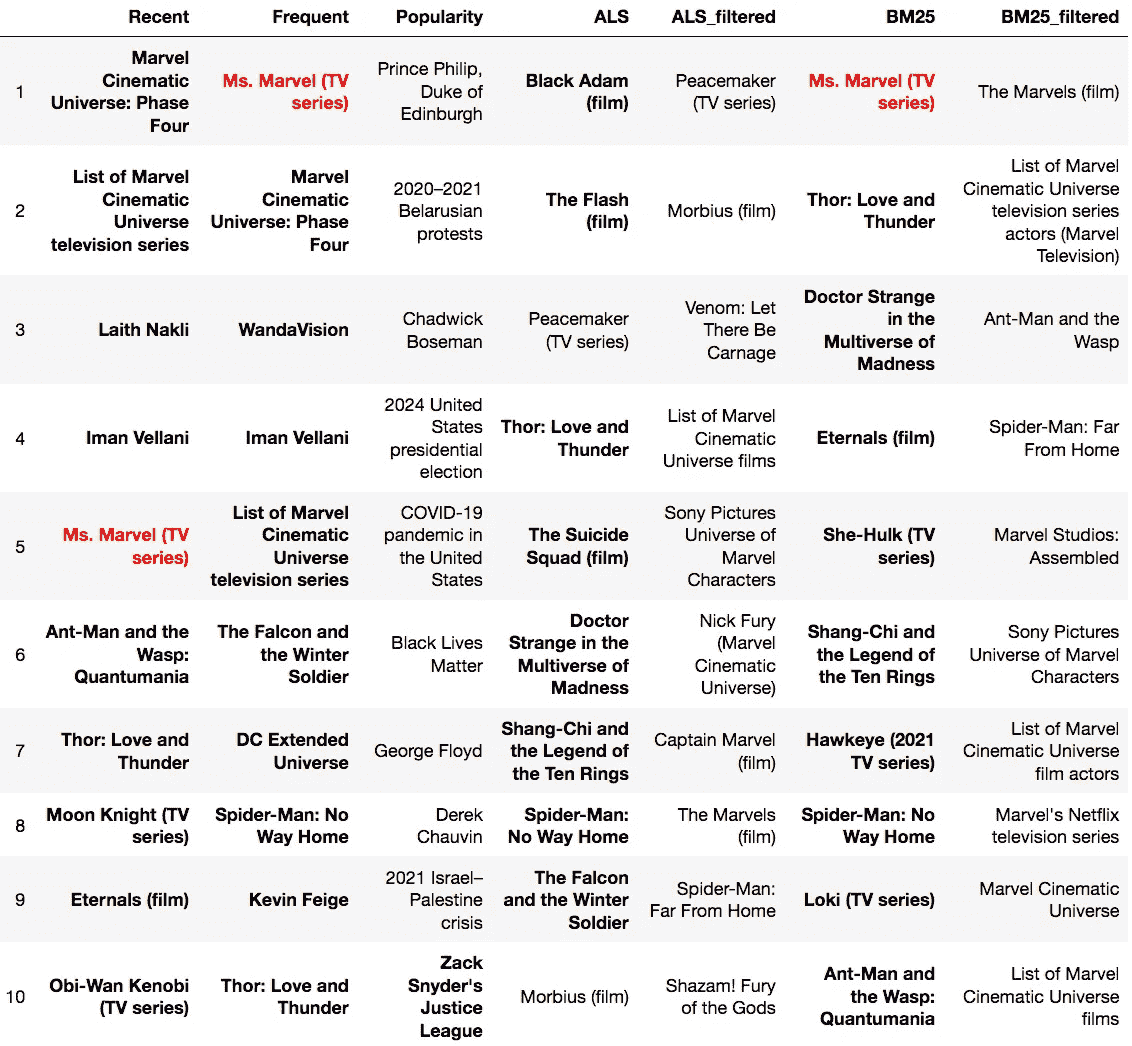 Recent Frequent Popularity ALS ALS_filtered BM25 BM25_filtered
1 Marvel Cinematic Universe: Phase Four Ms. Marvel (TV series) Prince Philip, Duke of Edinburgh Black Adam (film) Peacemaker (TV series) Ms. Marvel (TV series) The Marvels (film)
2 List of Marvel Cinematic Universe television series Marvel Cinematic Universe: Phase Four 2020–2021 Belarusian protests The Flash (film) Morbius (film) Thor: Love and Thunder List of Marvel Cinematic Universe television series actors (Marvel Television)
3 Laith Nakli WandaVision Chadwick Boseman Peacemaker (TV series) Venom: Let There Be Carnage Doctor Strange in the Multiverse of Madness Ant-Man and the Wasp
4 Iman Vellani Iman Vellani 2024 United States presidential election Thor: Love and Thunder List of Marvel Cinematic Universe films Eternals (film) Spider-Man: Far From Home
5 Ms. Marvel (TV series) List of Marvel Cinematic Universe television series COVID-19 pandemic in the United States The Suicide Squad (film) Sony Pictures Universe of Marvel Characters She-Hulk (TV series) Marvel Studios: Assembled
6 Ant-Man and the Wasp: Quantumania The Falcon and the Winter Soldier Black Lives Matter Doctor Strange in the Multiverse of Madness Nick Fury (Marvel Cinematic Universe) Shang-Chi and the Legend of the Ten Rings Sony Pictures Universe of Marvel Characters
7 Thor: Love and Thunder DC Extended Universe George Floyd Shang-Chi and the Legend of the Ten Rings Captain Marvel (film) Hawkeye (2021 TV series) List of Marvel Cinematic Universe film actors
8 Moon Knight (TV series) Spider-Man: No Way Home Derek Chauvin Spider-Man: No Way Home The Marvels (film) Spider-Man: No Way Home Marvel's Netflix television series
9 Eternals (film) Kevin Feige 2021 Israel–Palestine crisis The Falcon and the Winter Soldier Spider-Man: Far From Home Loki (TV series) Marvel Cinematic Universe
10 Obi-Wan Kenobi (TV series) Thor: Love and Thunder Zack Snyder's Justice League Morbius (film) Shazam! Fury of the Gods Ant-Man and the Wasp: Quantumania List of Marvel Cinematic Universe films